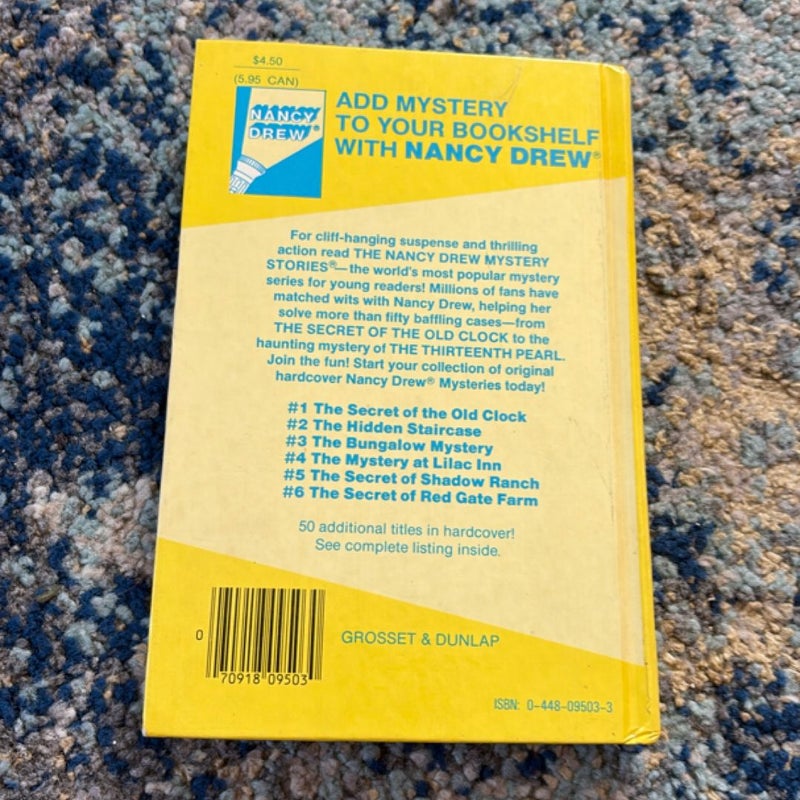 $4.50
(5.95 CAN)
NANCY
DREW®
ADD MYSTERY
TO YOUR BOOKSHELF
WITH NANCY DREW®
For cliff-hanging suspense and thrilling
action read THE NANCY DREW MYSTERY
STORIES®—the world's most popular mystery
series for young readers! Millions of fans have
matched wits with Nancy Drew, helping her
solve more than fifty baffling cases—from
THE SECRET OF THE OLD CLOCK to the
haunting mystery of THE THIRTEENTH PEARL.
Join the fun! Start your collection of original
hardcover Nancy Drew® Mysteries today!
#1 The Secret of the Old Clock
#2 The Hidden Staircase
#3 The Bungalow Mystery
#4 The Mystery at Lilac Inn
#5 The Secret of Shadow Ranch
#6 The Secret of Red Gate Farm
50 additional titles in hardcover!
See complete listing inside.
0
70918 09503
GROSSET & DUNLAP
ISBN: 0-448-09503-3